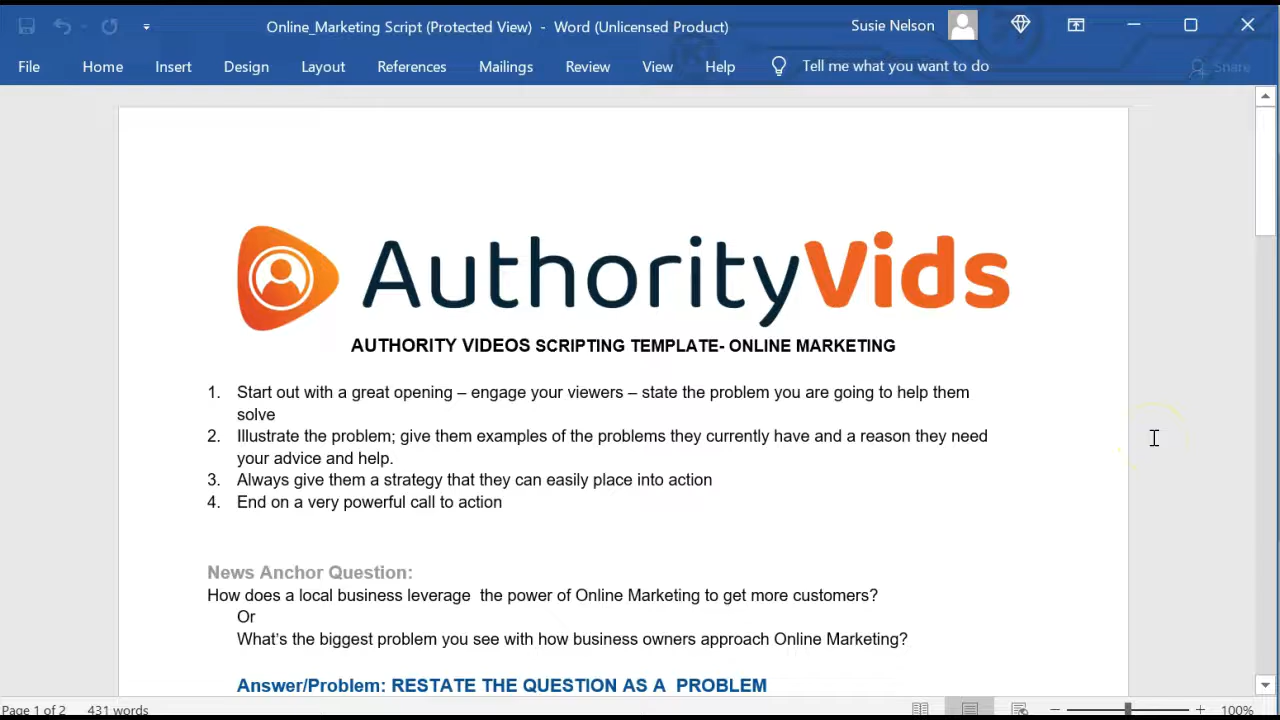 Online_Marketing Script (Protected View) - Word (Unlicensed Product)
Susie Nelson
File Home Insert Design Layout References Mailings Review View Help Tell me what you want to do Share
AuthorityVids
AUTHORITY VIDEOS SCRIPTING TEMPLATE- ONLINE MARKETING
1. Start out with a great opening – engage your viewers – state the problem you are going to help them
solve
2. Illustrate the problem; give them examples of the problems they currently have and a reason they need
your advice and help.
3. Always give them a strategy that they can easily place into action
4. End on a very powerful call to action
News Anchor Question:
How does a local business leverage  the power of Online Marketing to get more customers?
Or
What's the biggest problem you see with how business owners approach Online Marketing?
Answer/Problem: RESTATE THE QUESTION AS A  PROBLEM
Page 1 of 2 431 words 100%